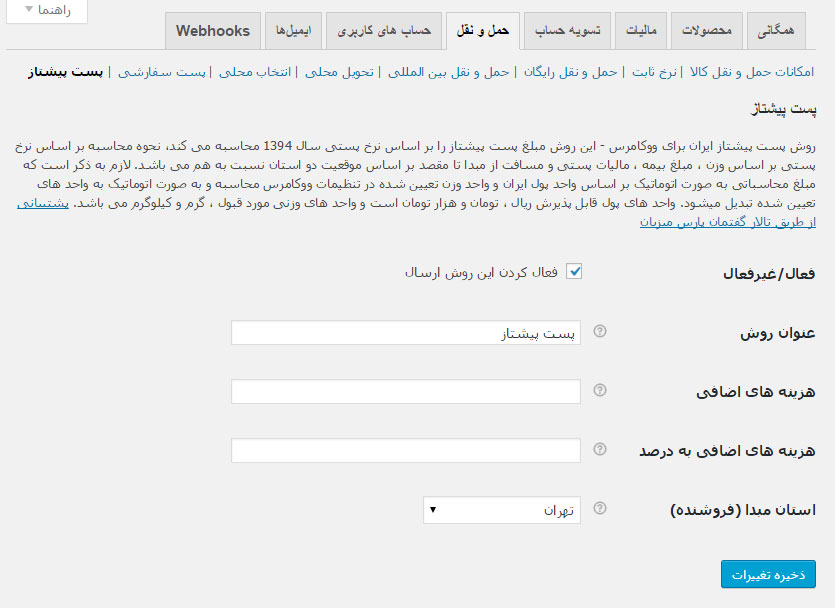 راهنما
همگانی محصولات مالیات تسویه حساب حمل و نقل حساب های کاربری ایمیل‌ها Webhooks
امکانات حمل و نقل کالا | نرخ ثابت | حمل و نقل رایگان | حمل و نقل بین المللی | تحویل محلی | انتخاب محلی | پست سفارشی | پست پیشتاز
پست پیشتاز
روش پست پیشتاز ایران برای ووکامرس - این روش مبلغ پست پیشتاز را بر اساس نرخ پستی سال 1394 محاسبه می کند، نحوه محاسبه بر اساس نرخ
پستی بر اساس وزن ، مبلغ بیمه ، مالیات پستی و مسافت از مبدا تا مقصد بر اساس موقعیت دو استان نسبت به هم می باشد. لازم به ذکر است که
مبلغ محاسباتی به صورت اتوماتیک بر اساس واحد پول ایران و واحد وزن تعیین شده در تنظیمات ووکامرس محاسبه و به صورت اتوماتیک به واحد های
تعیین شده تبدیل میشود. واحد های پول قابل پذیرش ریال ، تومان و هزار تومان است و واحد های وزنی مورد قبول ، گرم و کیلوگرم می باشد. پشتیبانی
از طریق تالار گفتمان پارس میزبان
فعال/غیرفعال فعال کردن این روش ارسال
عنوان روش پست پیشتاز
هزینه های اضافی
هزینه های اضافی به درصد
استان مبدا (فروشنده) تهران
ذخیره تغییرات